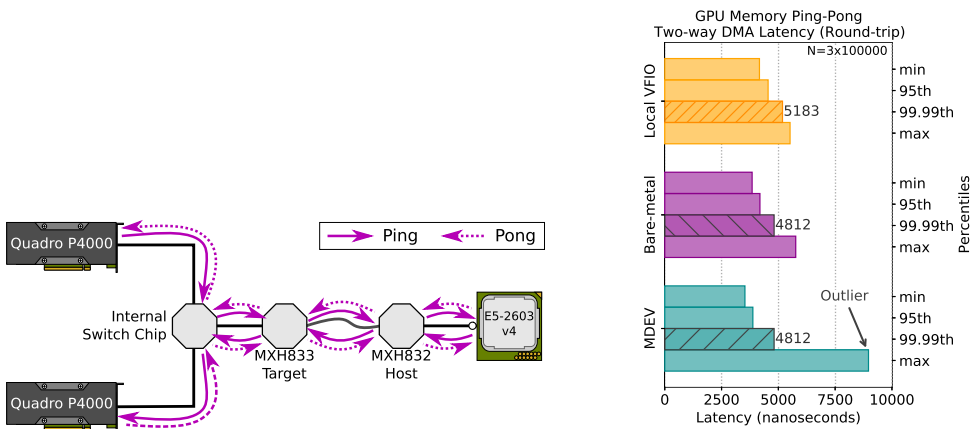 Quadro P4000
Ping
Pong
Internal
Switch Chip
MXH833
Target
MXH832
Host
E5-2603
v4
Quadro P4000
GPU Memory Ping-Pong
Two-way DMA Latency (Round-trip)
N=3x100000
Local VFIO
min
95th
5183
99.99th
max
Bare-metal
min
95th
4812
99.99th
max
Percentiles
MDEV
Outlier
min
95th
4812
99.99th
max
0
2500
5000
7500
10000
Latency (nanoseconds)